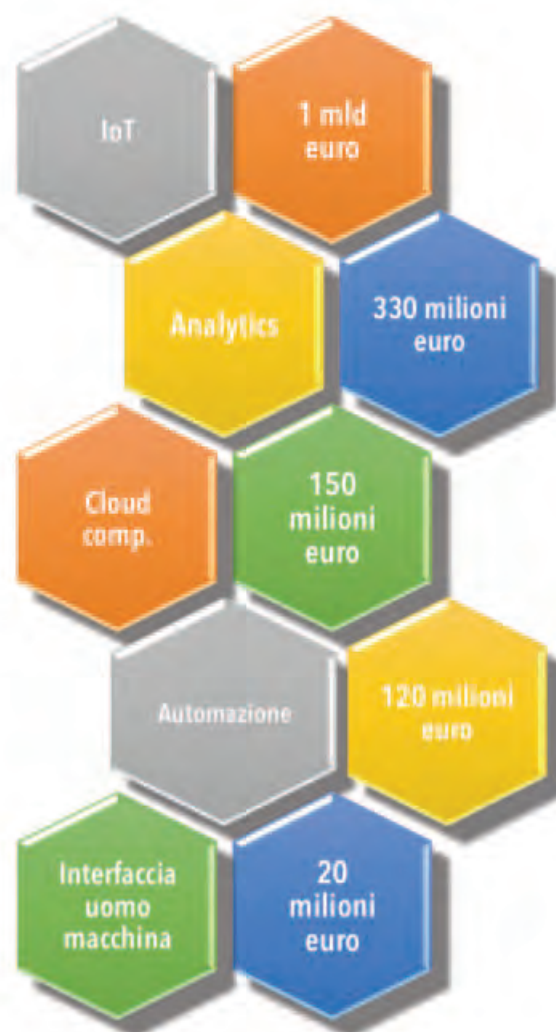 IoT
1 mld
euro
Analytics
330 milioni
euro
Cloud
comp.
150
milioni
euro
Automazione
120 milioni
euro
Interfaccia
uomo
macchina
20
milioni
euro